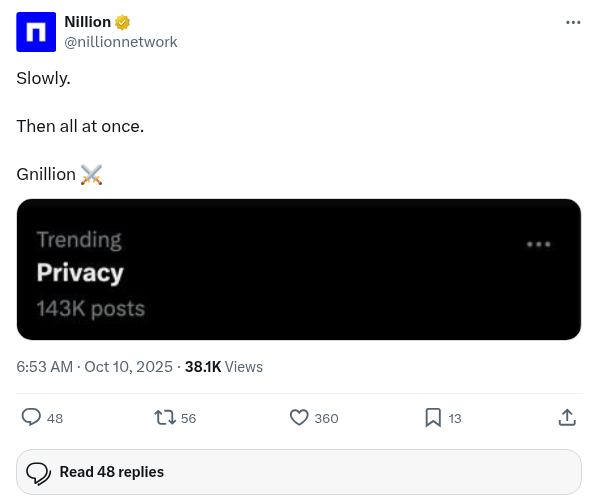 Nillion
@nillionnetwork
Slowly.
Then all at once.
Gnillion ⚔️
Trending
Privacy
143K posts
6:53 AM · Oct 10, 2025 · 38.1K Views
48 56 360 13
Read 48 replies